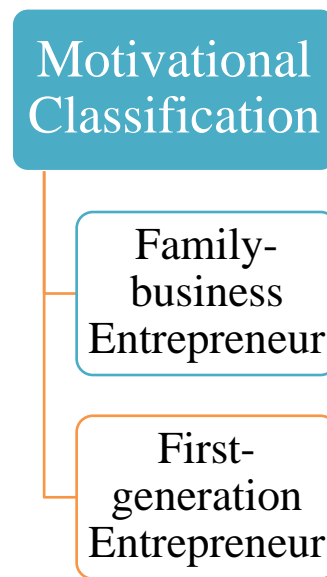 Motivational
Classification
Family-
business
Entrepreneur
First-
generation
Entrepreneur